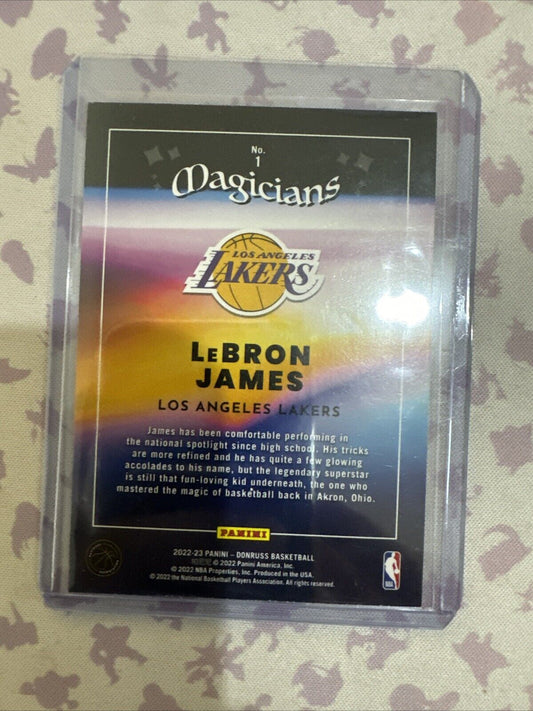 No.
1
Magicians
LOS ANGELES
LAKERS
LEBRON
JAMES
LOS ANGELES LAKERS
James has been comfortable performing in
the national spotlight since high school. His tricks
are more refined and he has quite a few glowing
accolades to his name, but the legendary superstar
is still that fun-loving kid underneath, the one who
mastered the magic of basketball back in Akron, Ohio.
PANINI
2022-23 PANINI – DONRUSS BASKETBALL
© 2022 Panini America, Inc.
© 2022 NBA Properties, Inc. Produced in the USA.
© 2022 the National Basketball Players Association. All rights reserved.
NBA